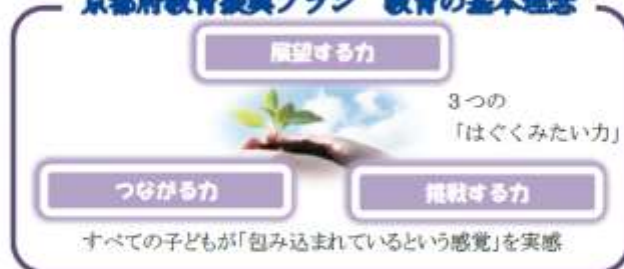 京都府教育振興プラン 教育の基本理念
展望する力
3つの
「はぐくみたい力」
つながる力
挑戦する力
すべての子どもが「包み込まれているという感覚」を実感